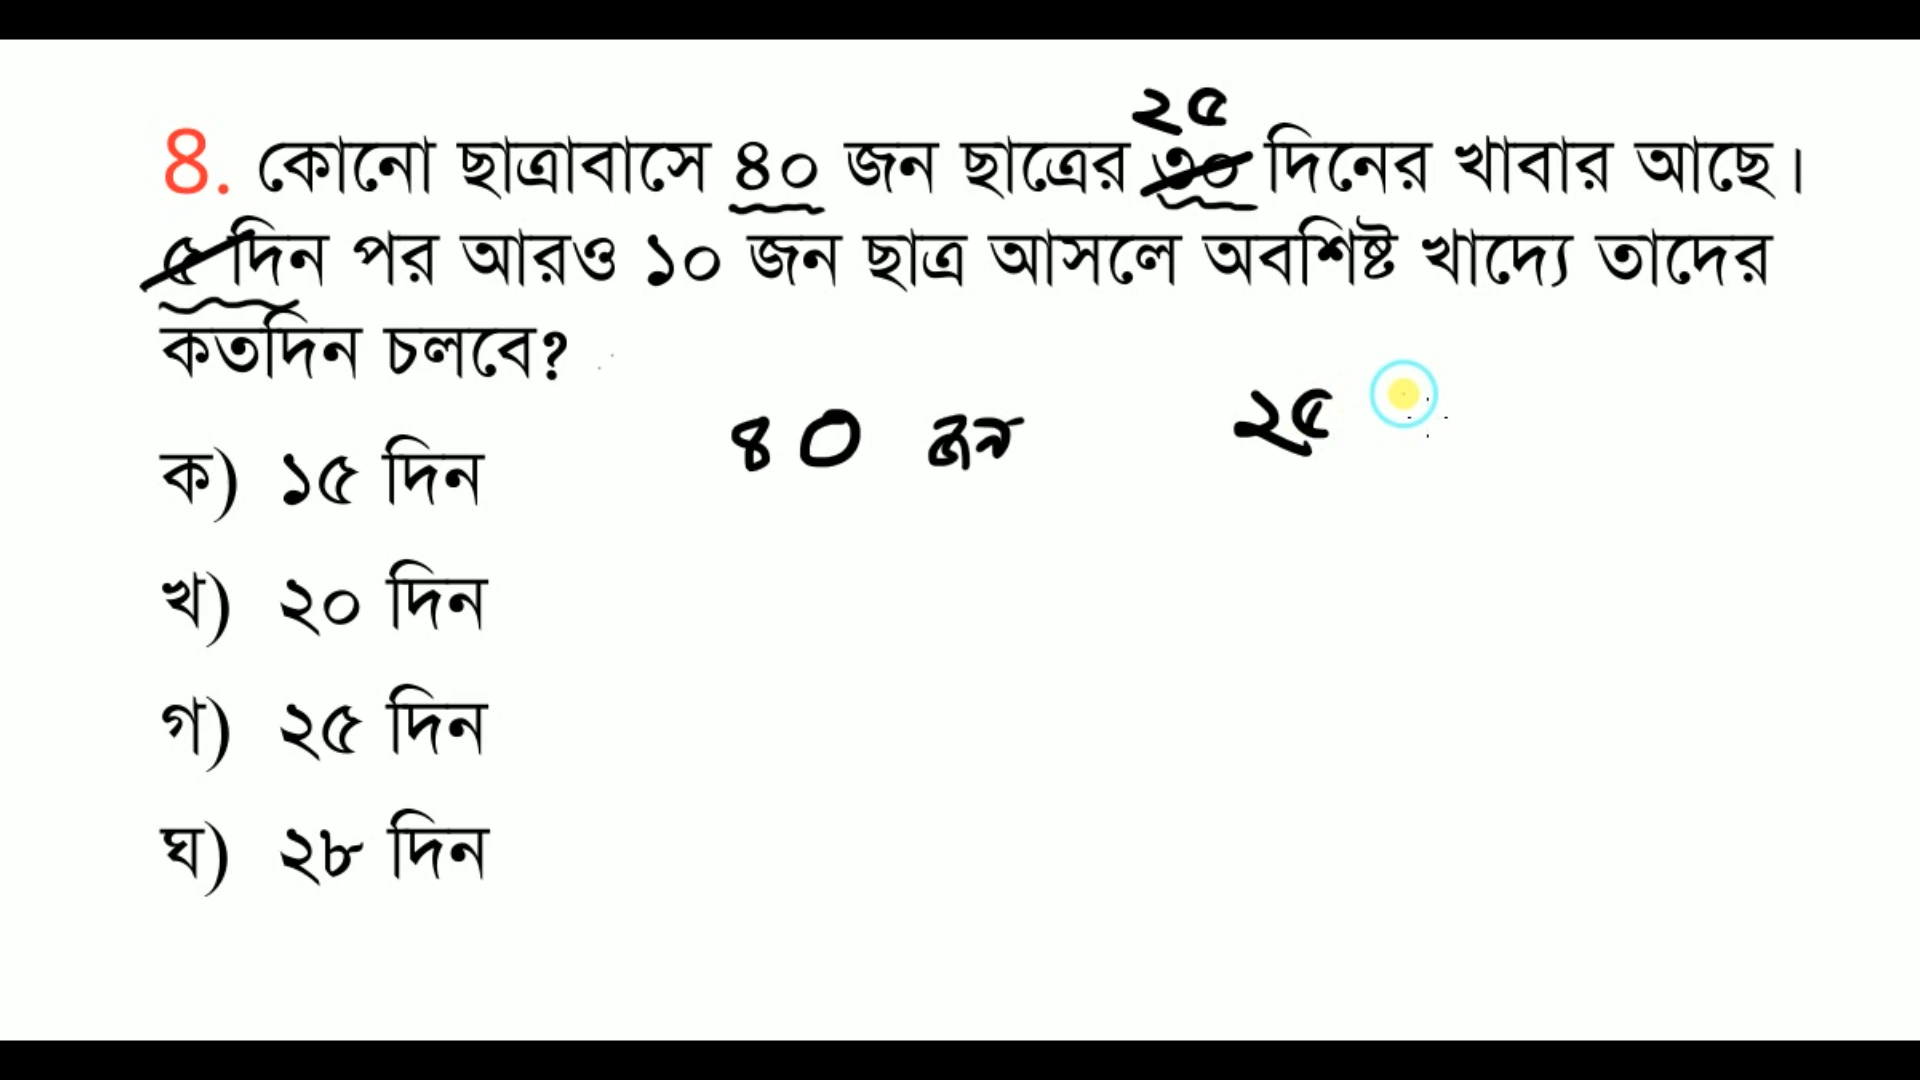 ২৫
8. কোনো ছাত্রাবাসে ৪০ জন ছাত্রের ৩০ দিনের খাবার আছে।
৫ দিন পর আরও ১০ জন ছাত্র আসলে অবশিষ্ট খাদ্যে তাদের
কতদিন চলবে?
৪০ জন ২৫
ক) ১৫ দিন
খ) ২০ দিন
গ) ২৫ দিন
ঘ) ২৮ দিন